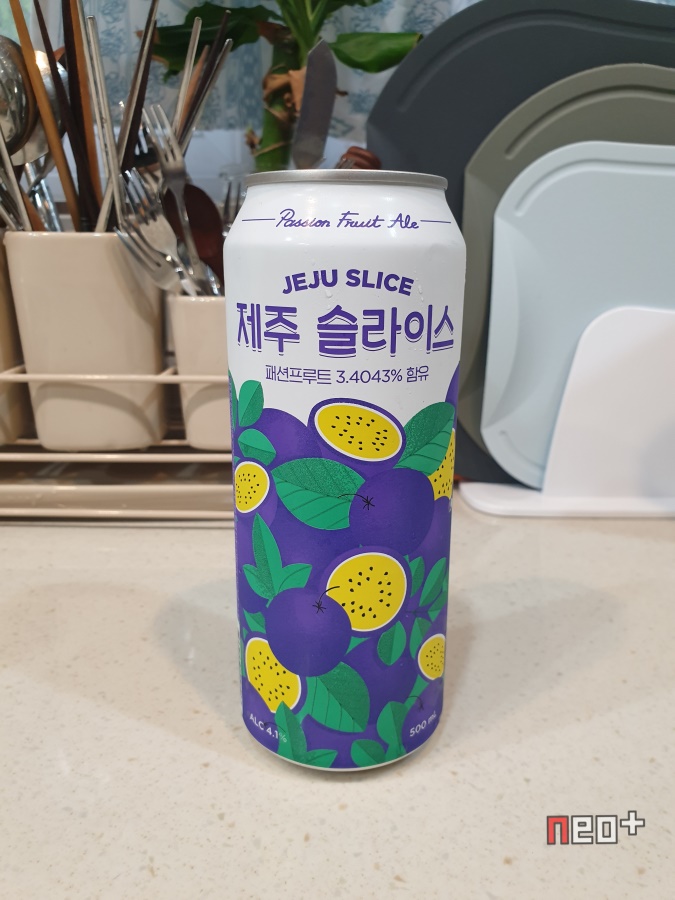 Passion Fruit Ale
JEJU SLICE
제주 슬라이스
패션프루트 3.4043% 함유
ALC 4.1%
500 mL
neo+